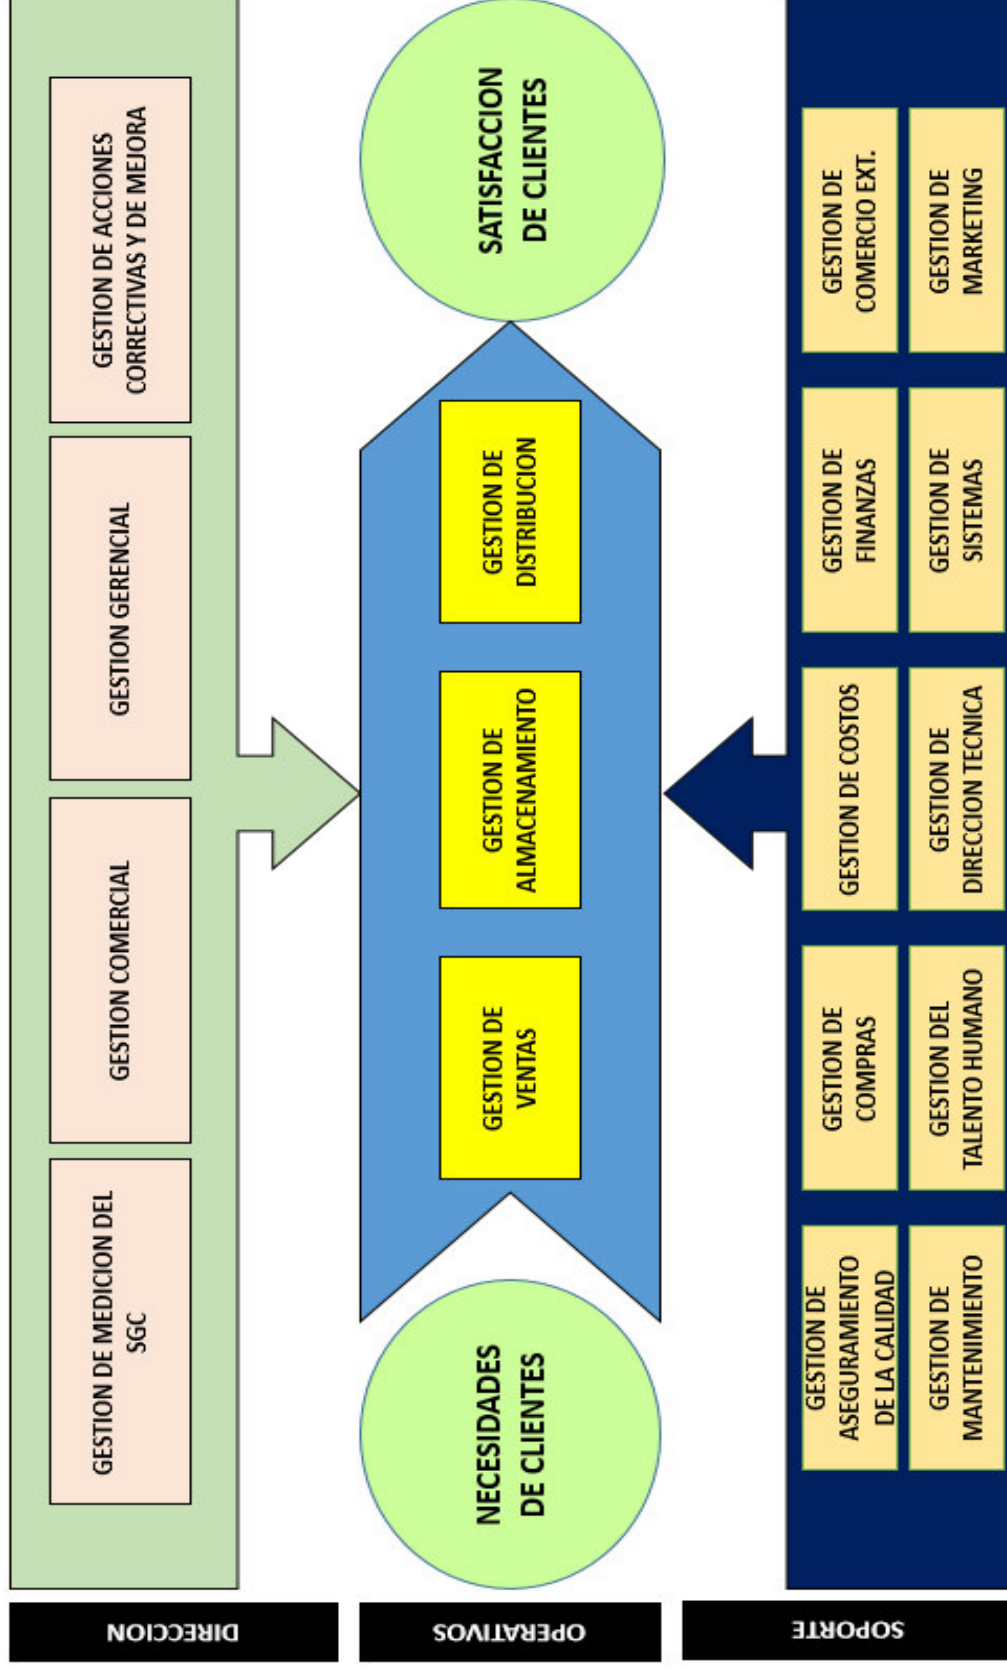 DIRECCION
GESTION DE MEDICION DEL
SGC
GESTION COMERCIAL
GESTION GERENCIAL
GESTION DE ACCIONES
CORRECTIVAS Y DE MEJORA
OPERATIVOS
NECESIDADES
DE CLIENTES
GESTION DE
VENTAS
GESTION DE
ALMACENAMIENTO
GESTION DE
DISTRIBUCION
SATISFACCION
DE CLIENTES
SOPORTE
GESTION DE
ASEGURAMIENTO
DE LA CALIDAD
GESTION DE
COMPRAS
GESTION DE COSTOS
GESTION DE
FINANZAS
GESTION DE
COMERCIO EXT.
GESTION DE
MANTENIMIENTO
GESTION DEL
TALENTO HUMANO
GESTION DE
DIRECCION TECNICA
GESTION DE
SISTEMAS
GESTION DE
MARKETING